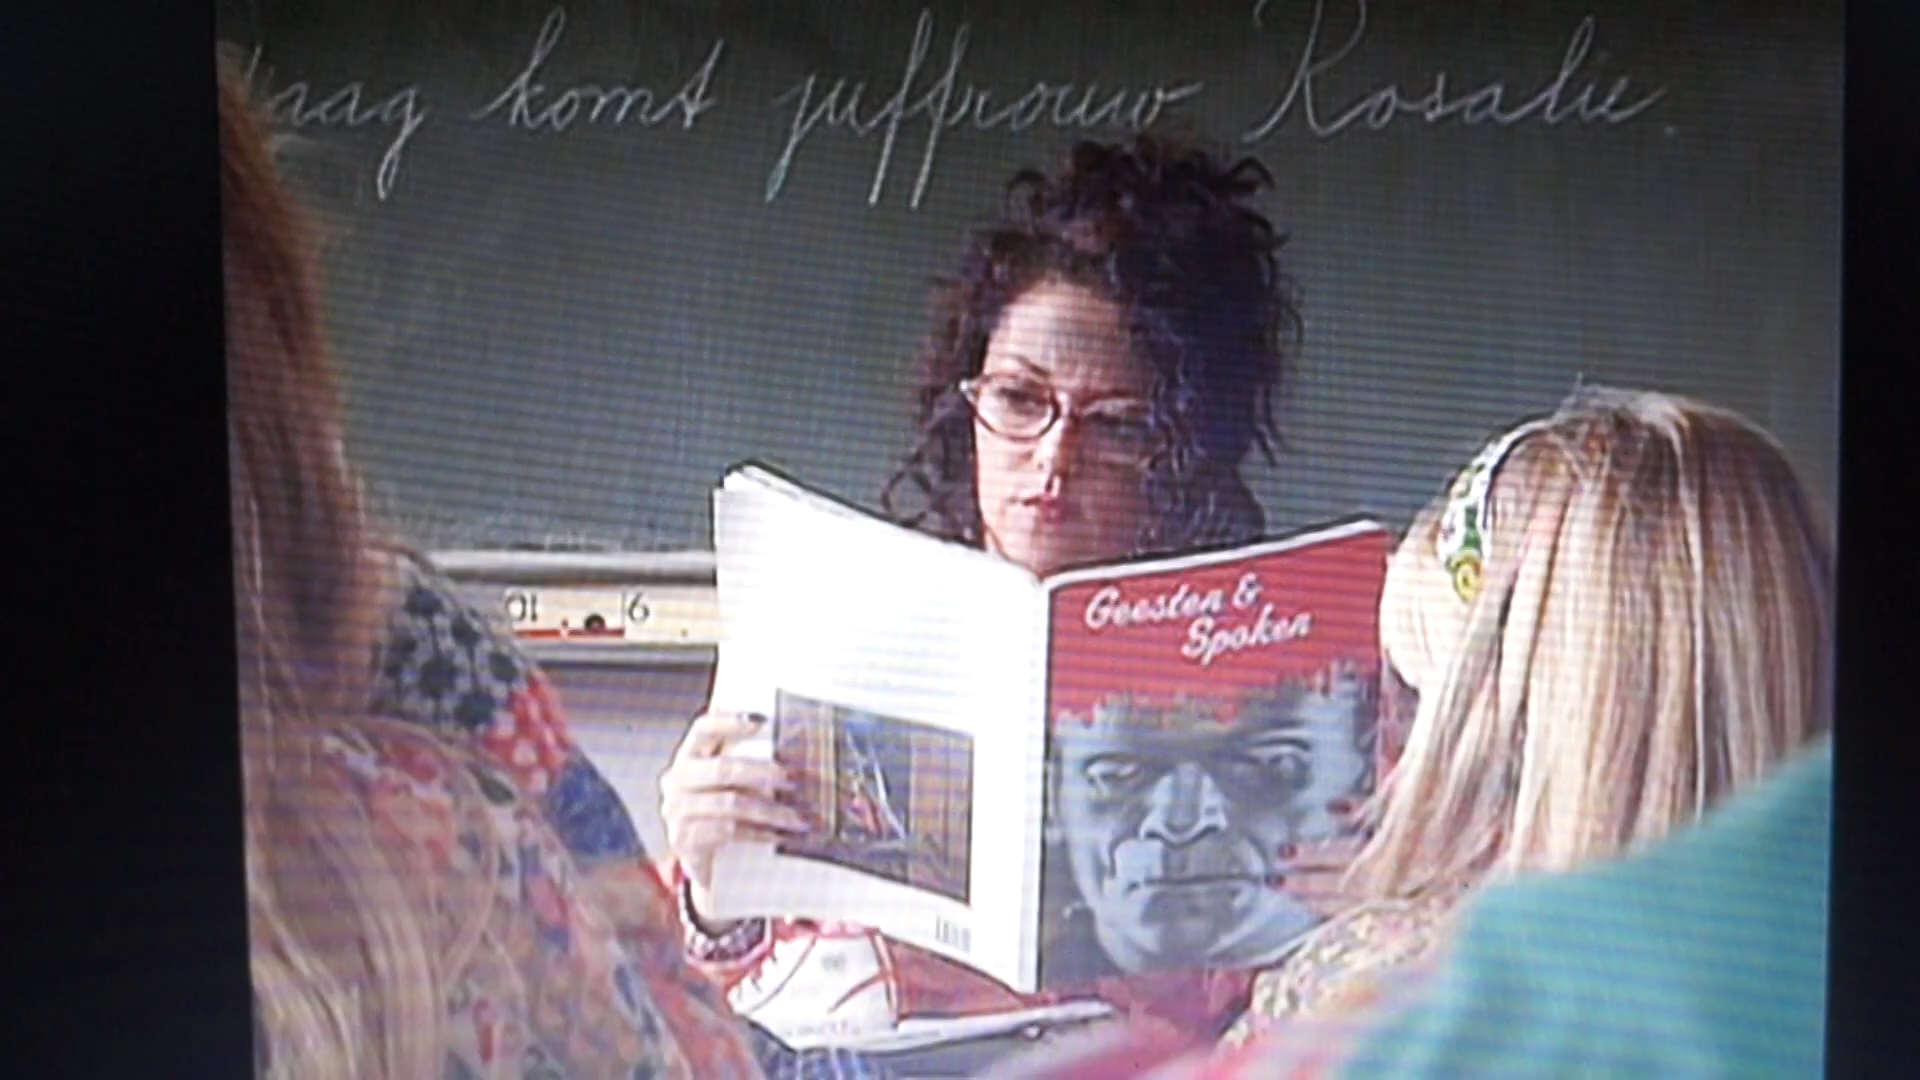 komt juffrouw Rosalie.
Geesten &
Spoken